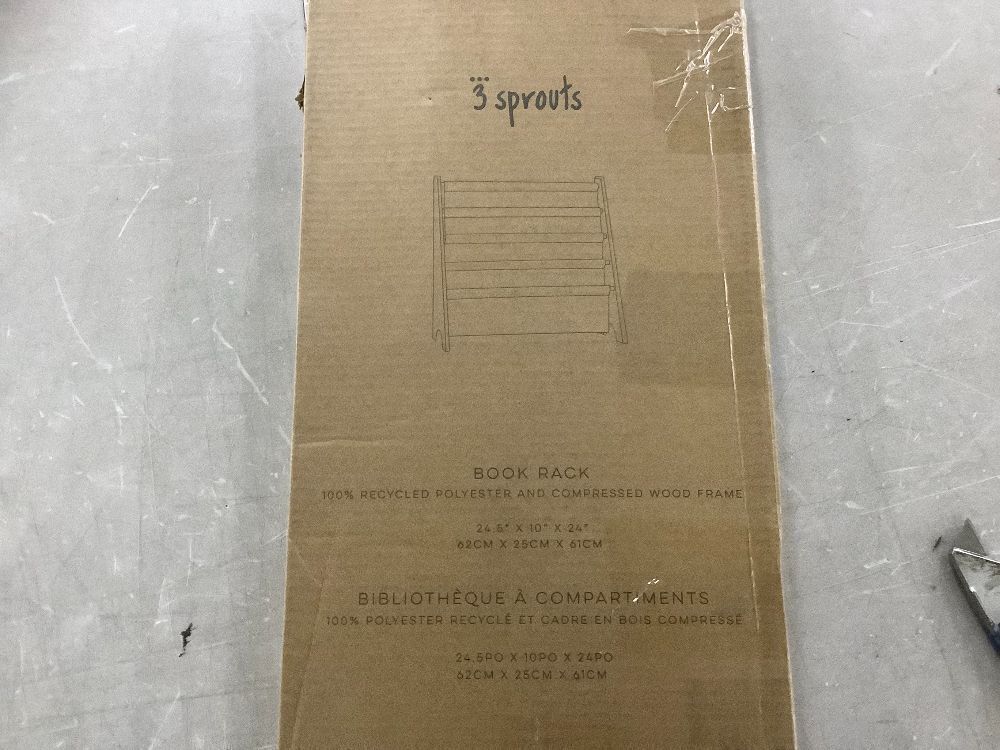 3 sprouts
BOOK RACK
100% RECYCLED POLYESTER AND COMPRESSED WOOD FRAME
24.5" X 10" X 24"
62CM X 25CM X 61CM
BIBLIOTHÈQUE À COMPARTIMENTS
100% POLYESTER RECYCLÉ ET CADRE EN BOIS COMPRESSÉ
24,5PO X 10PO X 24PO
62CM X 25CM X 61CM